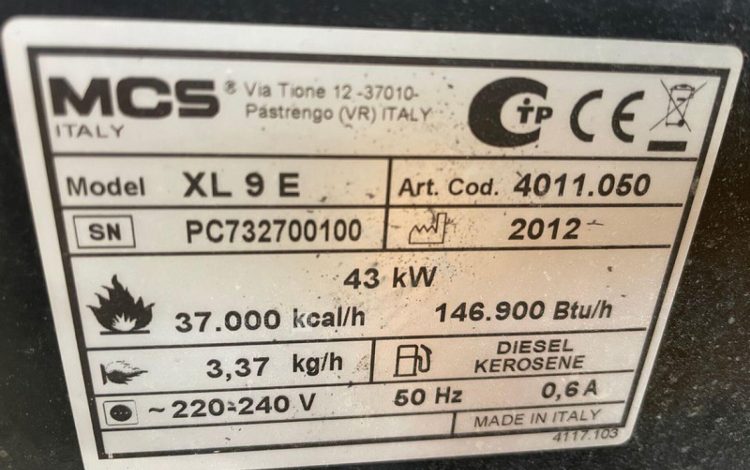 MCS ® Via Tione 12 -37010-
ITALY Pastrengo (VR) ITALY
CTP CE
Model XL 9 E Art. Cod. 4011.050
SN PC732700100 2012
43 kW
37.000 kcal/h 146.900 Btu/h
3,37 kg/h DIESEL
KEROSENE
~ 220-240 V 50 Hz 0,6 A
MADE IN ITALY
4117.103